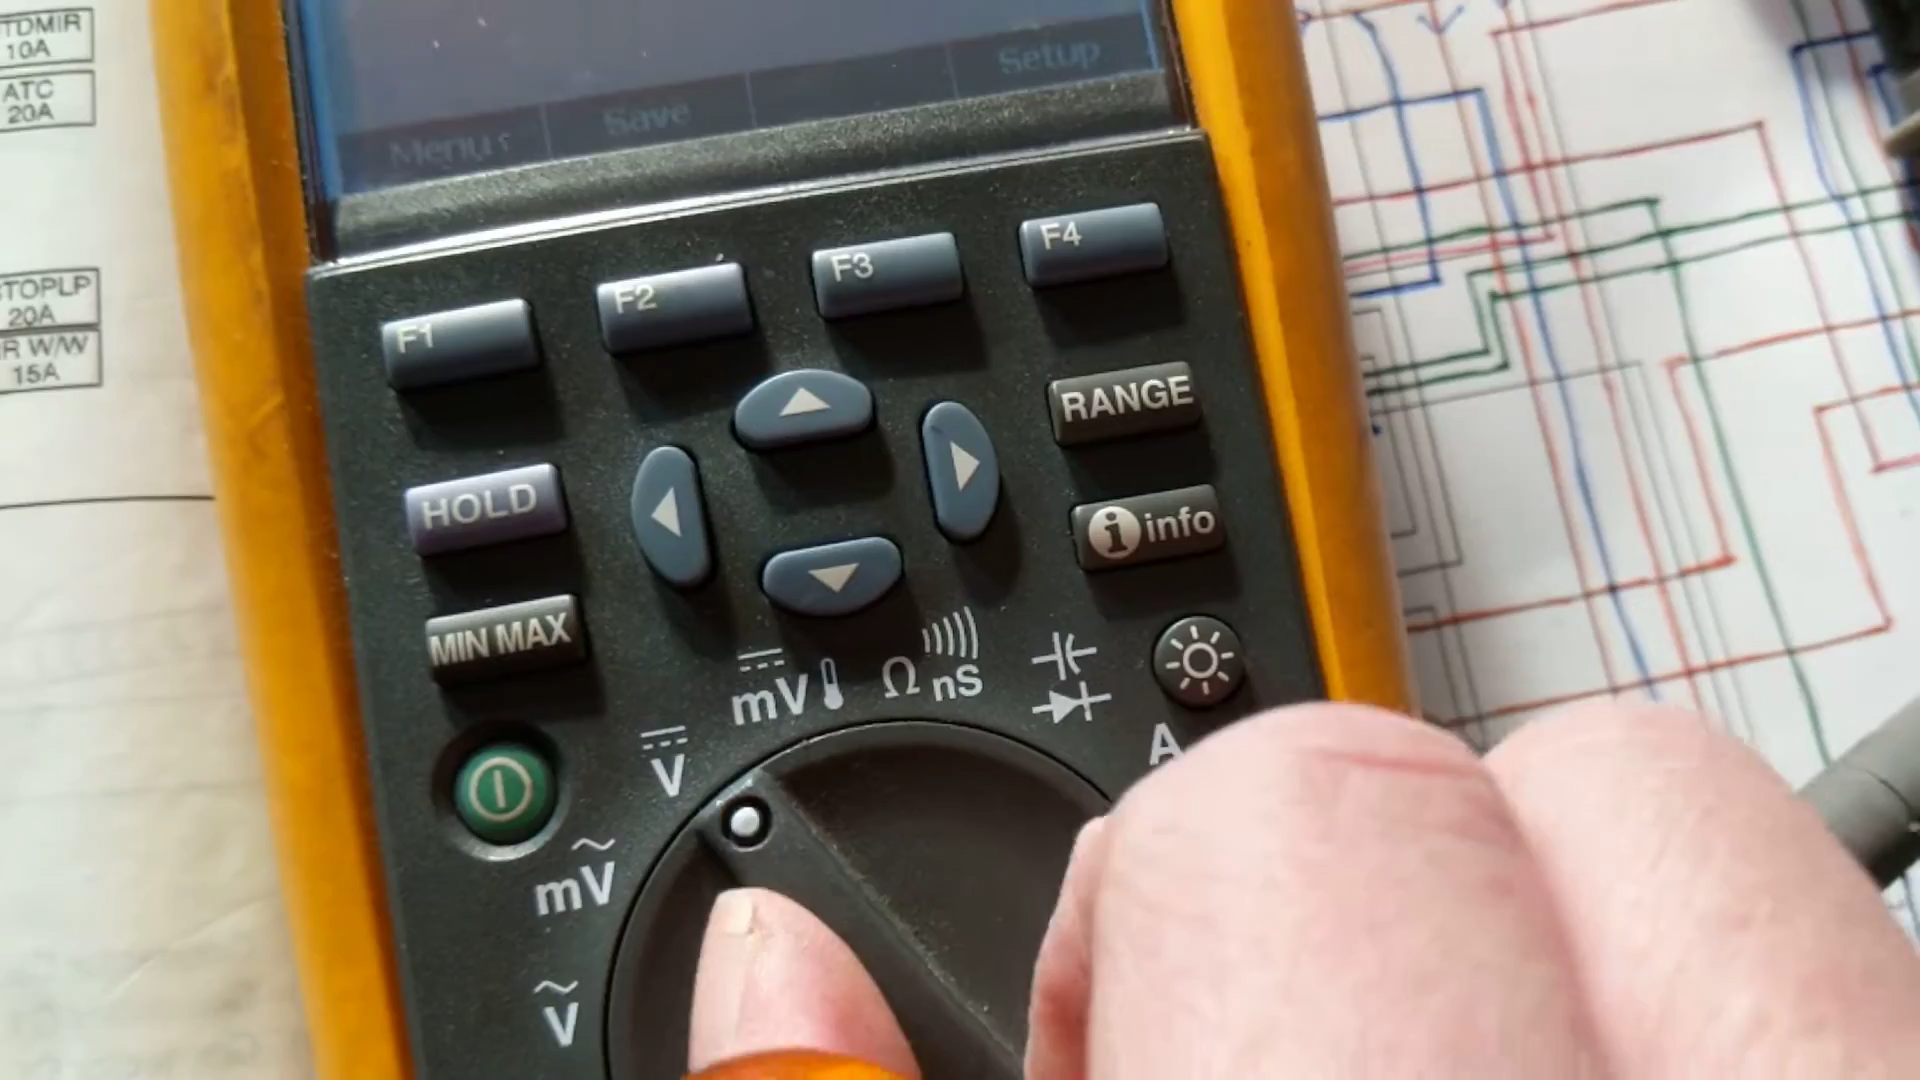 TDMIR
10A
ATC
20A
STOPLP
20A
R W/W
15A
Menu
Save
Setup
F1
F2
F3
F4
RANGE
HOLD
i info
MIN MAX
mV
Ω
nS
V
A
mV
V